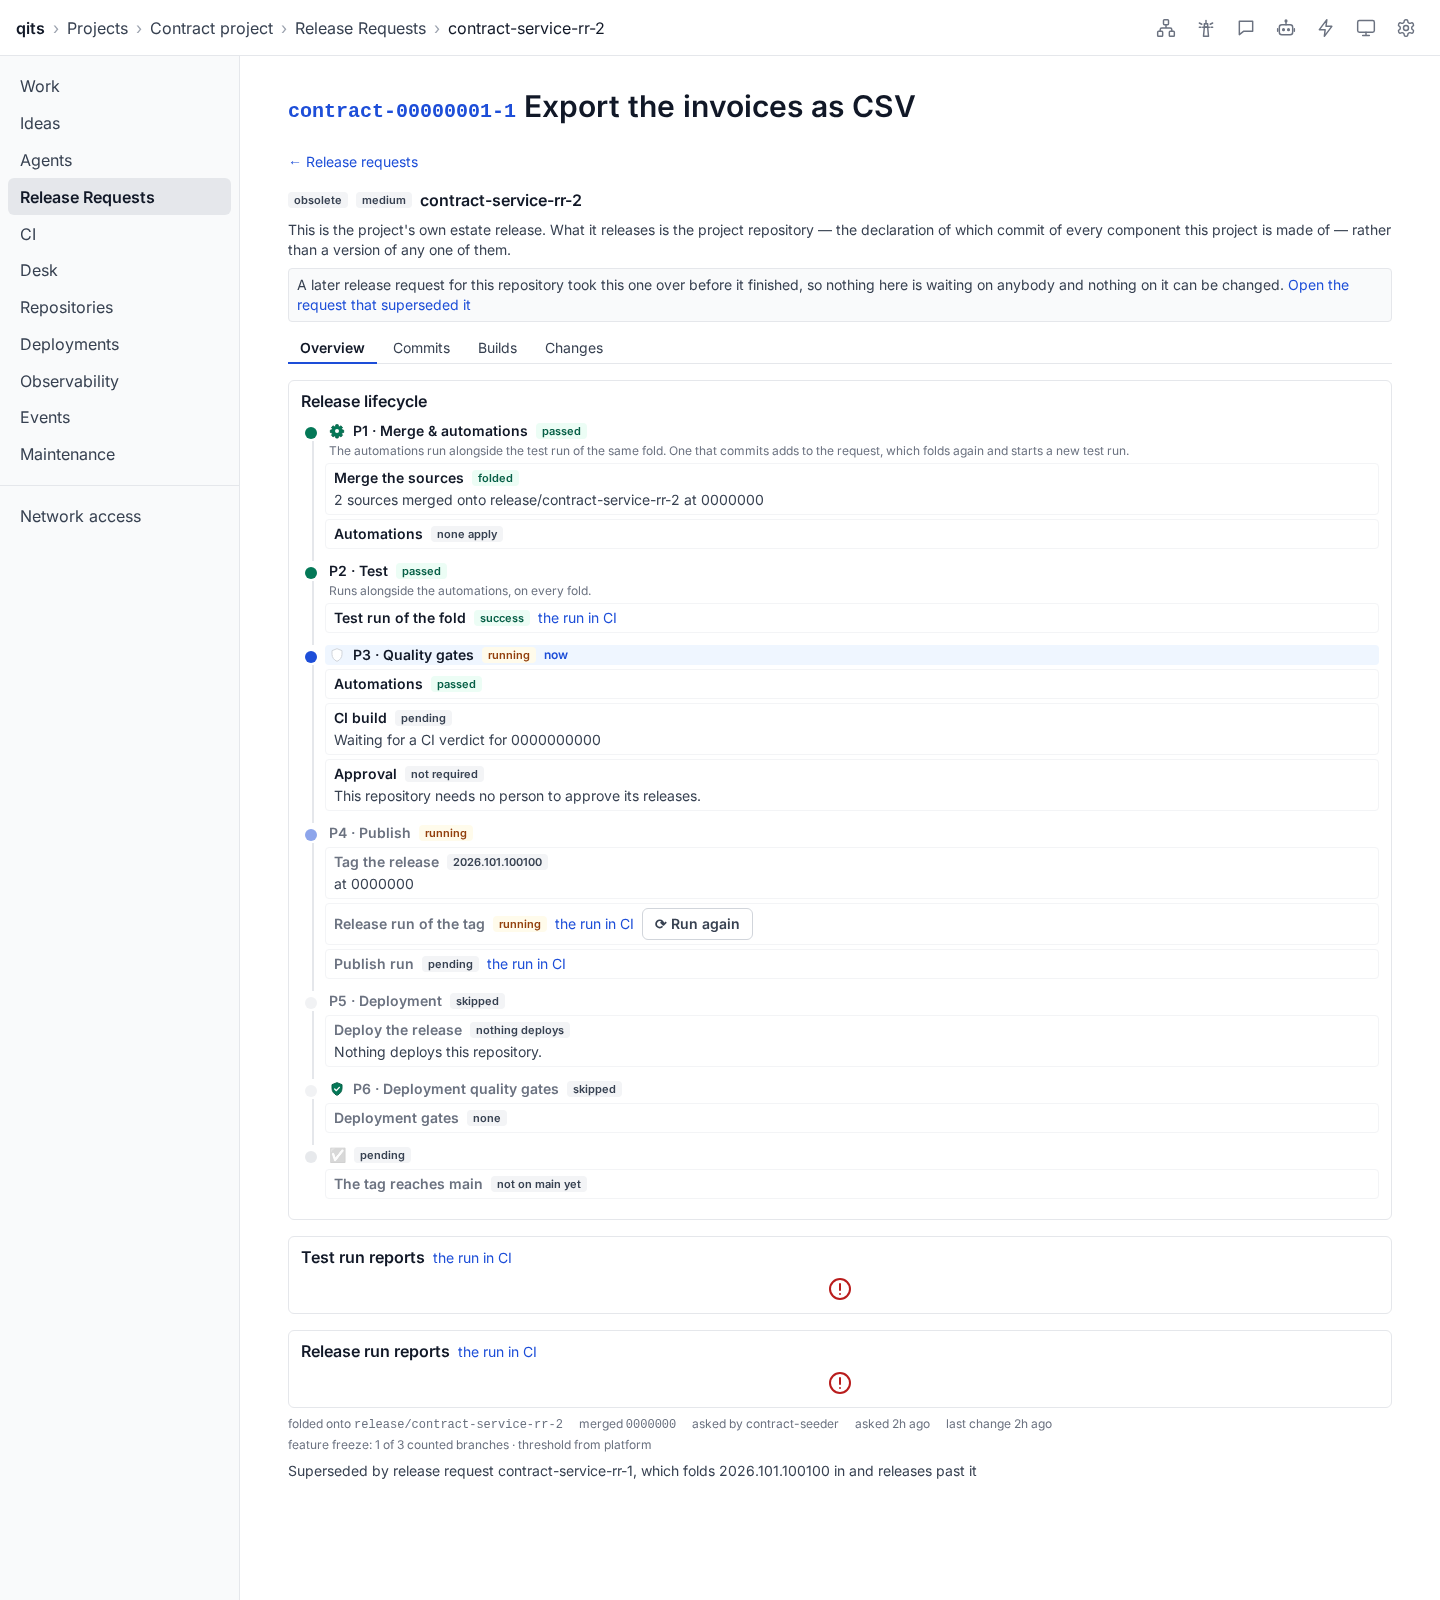 qits › Projects › Contract project › Release Requests › contract-service-rr-2
Work
Ideas
Agents
Release Requests
CI
Desk
Repositories
Deployments
Observability
Events
Maintenance
Network access
contract-00000001-1 Export the invoices as CSV
← Release requests
obsolete medium contract-service-rr-2
This is the project's own estate release. What it releases is the project repository — the declaration of which commit of every component this project is made of — rather
than a version of any one of them.
A later release request for this repository took this one over before it finished, so nothing here is waiting on anybody and nothing on it can be changed. Open the
request that superseded it
Overview Commits Builds Changes
Release lifecycle
P1 · Merge & automations passed
The automations run alongside the test run of the same fold. One that commits adds to the request, which folds again and starts a new test run.
Merge the sources folded
2 sources merged onto release/contract-service-rr-2 at 0000000
Automations none apply
P2 · Test passed
Runs alongside the automations, on every fold.
Test run of the fold success the run in CI
P3 · Quality gates running now
Automations passed
CI build pending
Waiting for a CI verdict for 0000000000
Approval not required
This repository needs no person to approve its releases.
P4 · Publish running
Tag the release 2026.101.100100
at 0000000
Release run of the tag running the run in CI ⟳ Run again
Publish run pending the run in CI
P5 · Deployment skipped
Deploy the release nothing deploys
Nothing deploys this repository.
P6 · Deployment quality gates skipped
Deployment gates none
☑ pending
The tag reaches main not on main yet
Test run reports the run in CI
Release run reports the run in CI
folded onto release/contract-service-rr-2 merged 0000000 asked by contract-seeder asked 2h ago last change 2h ago
feature freeze: 1 of 3 counted branches · threshold from platform
Superseded by release request contract-service-rr-1, which folds 2026.101.100100 in and releases past it